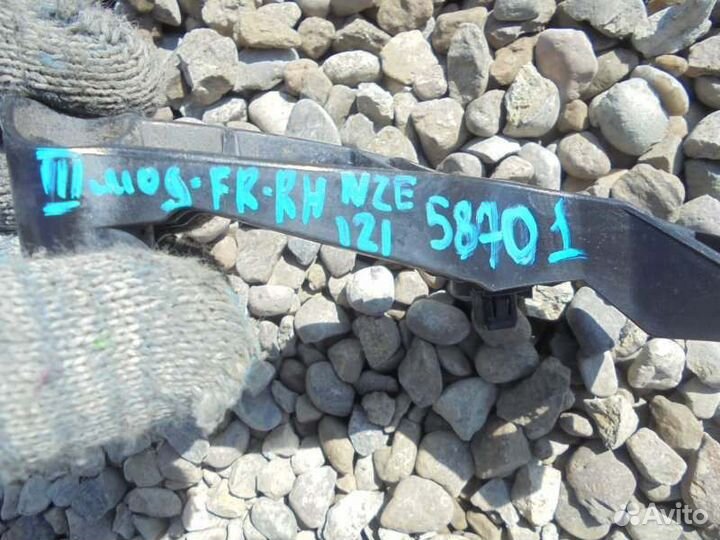 III мод. FR-RH NZE 58701
121
Avito